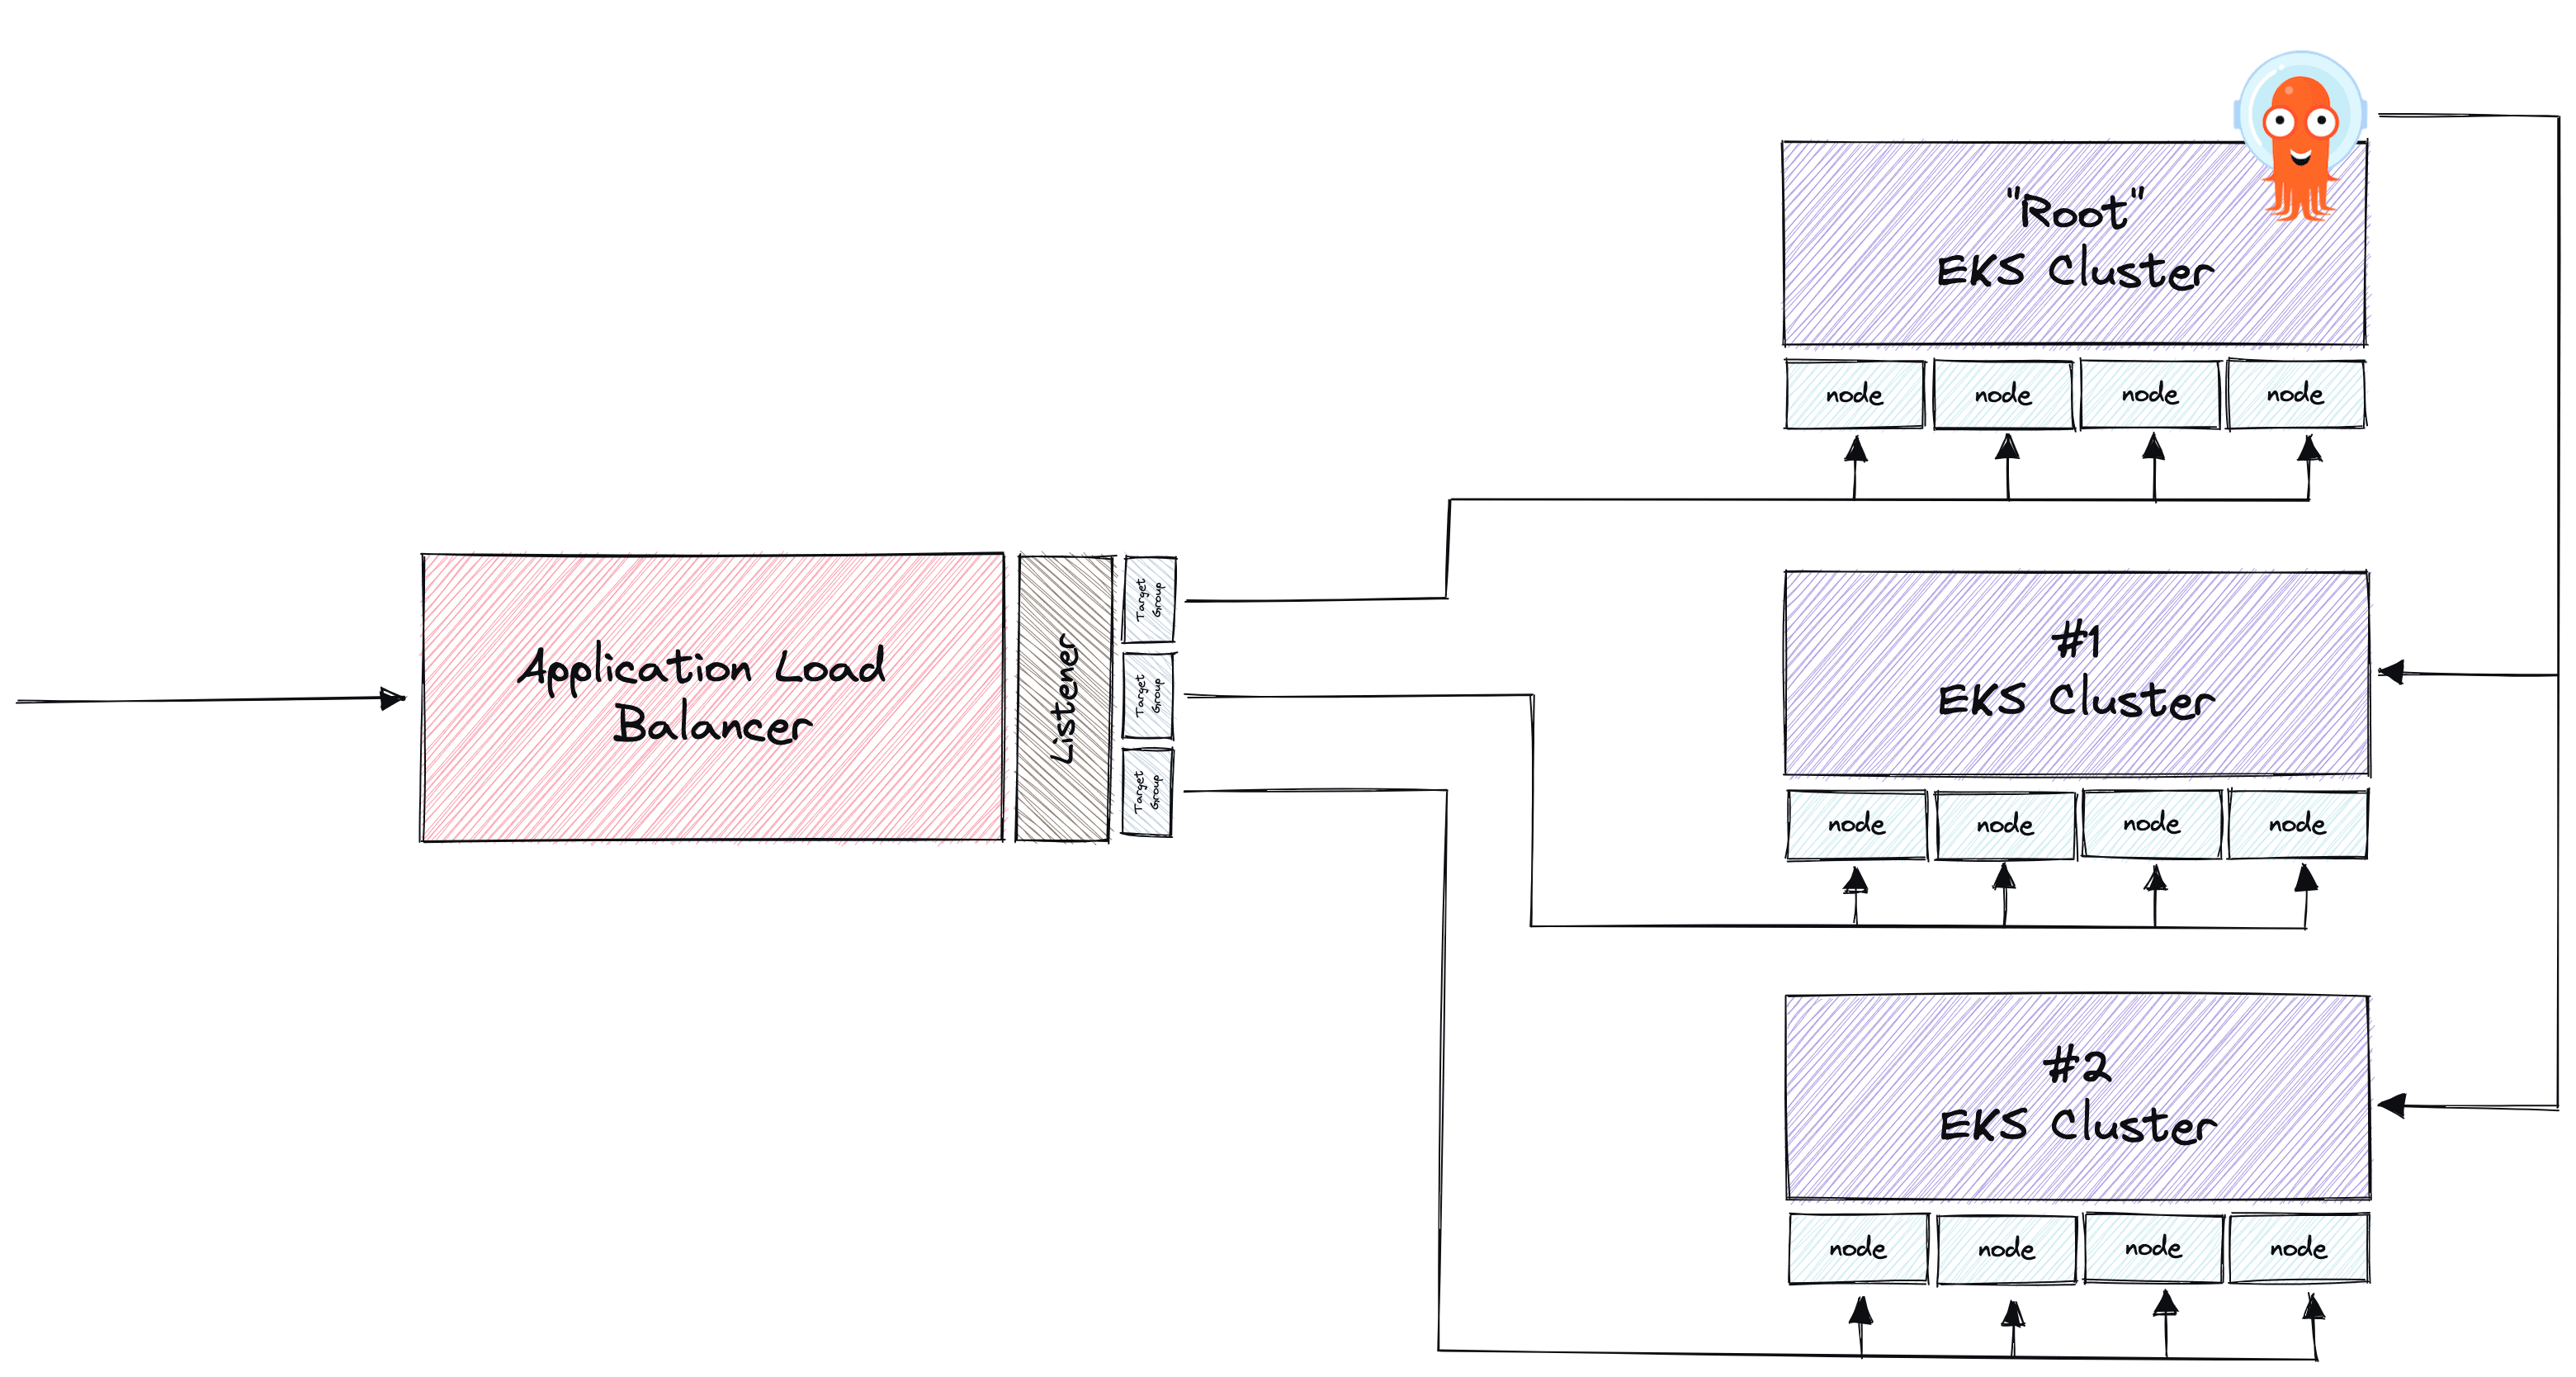 "Root"
EKS Cluster
node
node
node
node
Application Load
Balancer
Listener
Target
Group
Target
Group
Target
Group
#1
EKS Cluster
node
node
node
node
#2
EKS Cluster
node
node
node
node